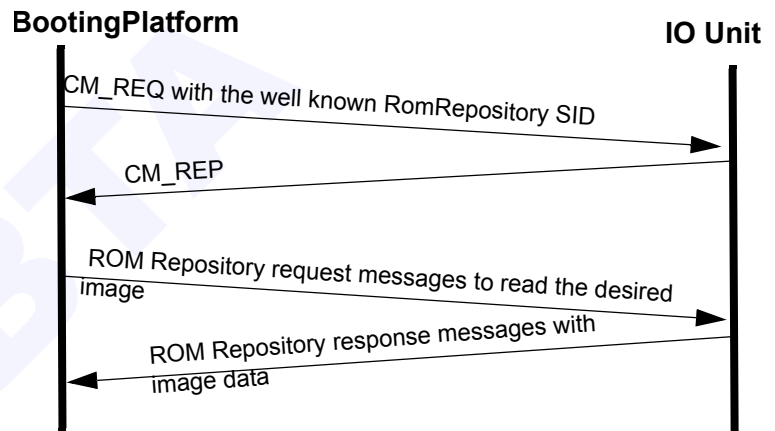 BootingPlatform
IO Unit
CM_REQ with the well known RomRepository SID
CM_REP
ROM Repository request messages to read the desired
image
ROM Repository response messages with
image data
BTA